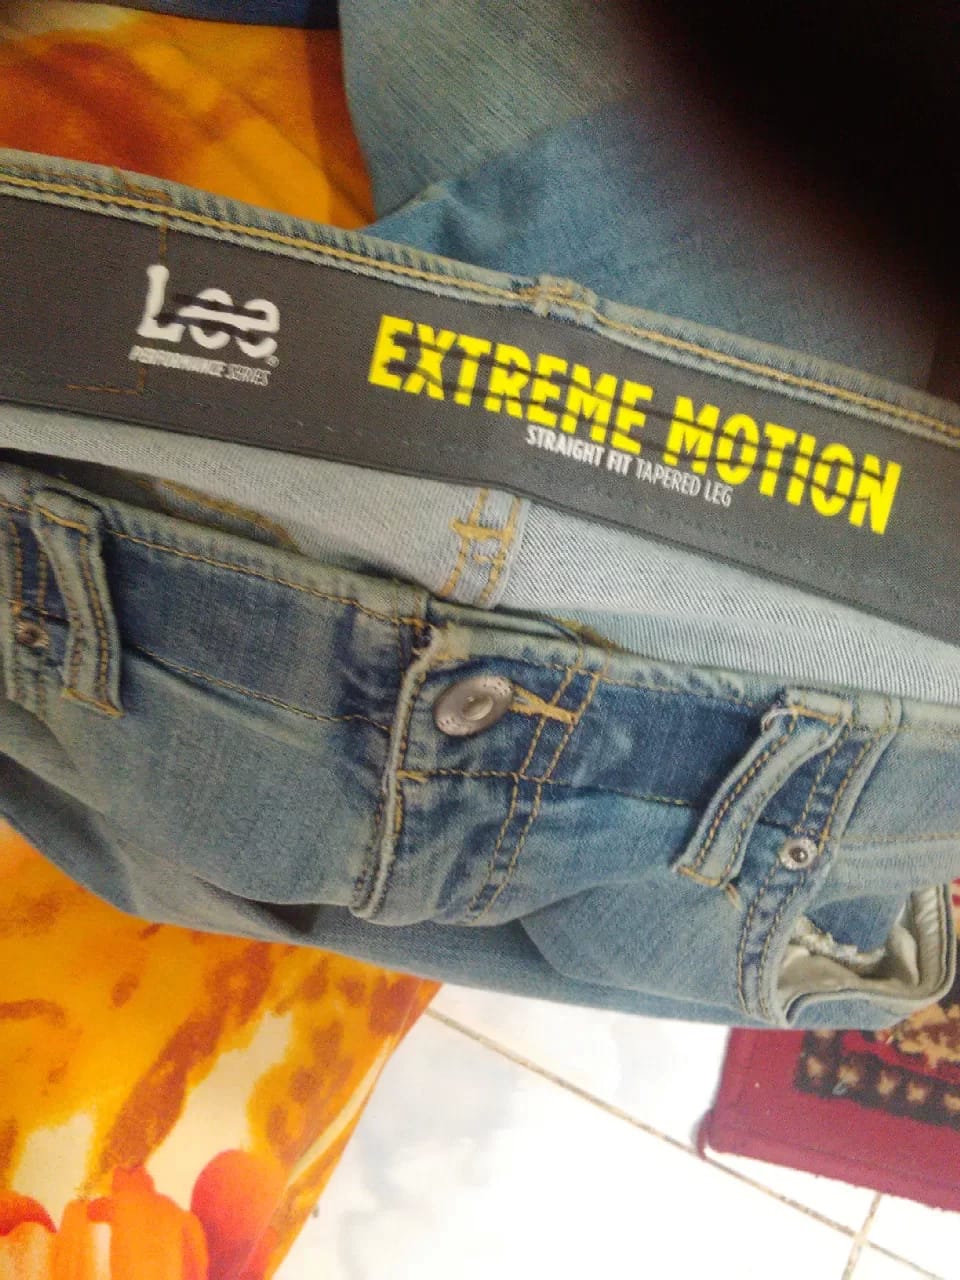 Lee
PERFORMANCE SERIES
EXTREME MOTION
STRAIGHT FIT TAPERED LEG